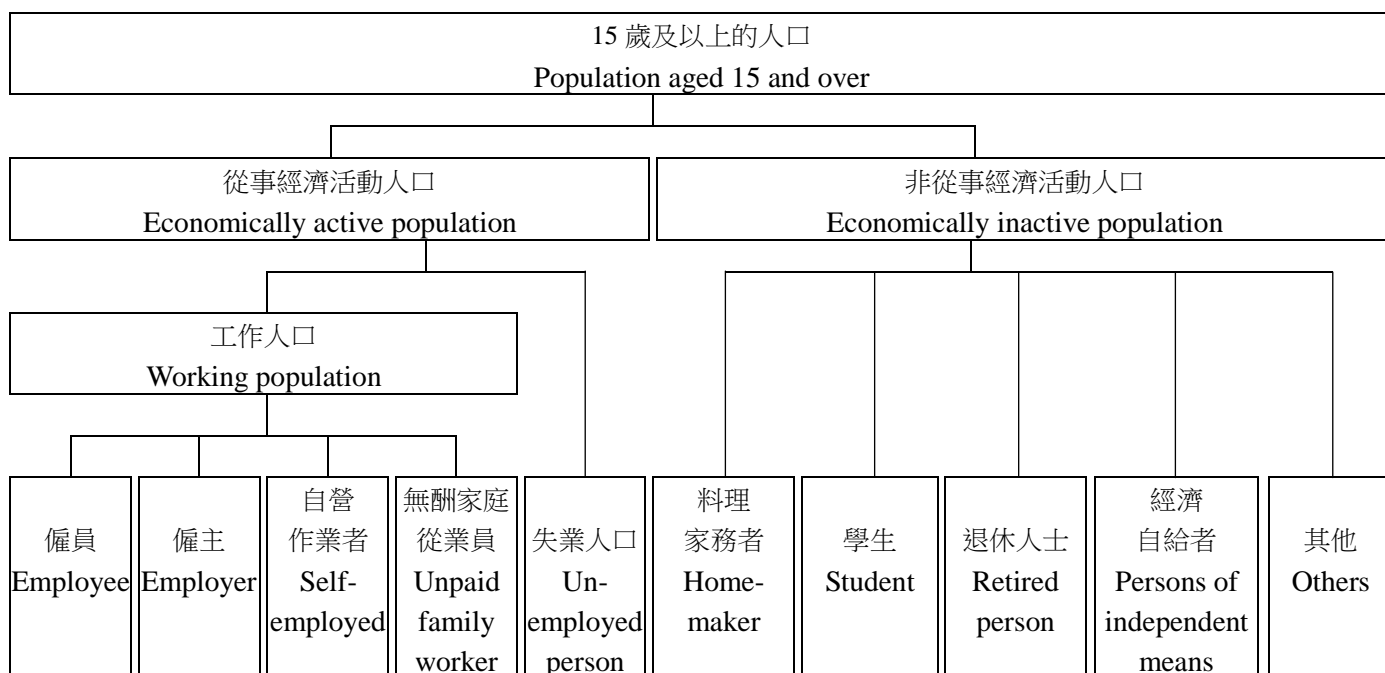 15 歲及以上的人口
Population aged 15 and over
從事經濟活動人口
Economically active population
非從事經濟活動人口
Economically inactive population
工作人口
Working population
僱員
Employee
僱主
Employer
自營
作業者
Self-
employed
無酬家庭
從業員
Unpaid
family
worker
失業人口
Un-
employed
person
料理
家務者
Home-
maker
學生
Student
退休人士
Retired
person
經濟
自給者
Persons of
independent
means
其他
Others